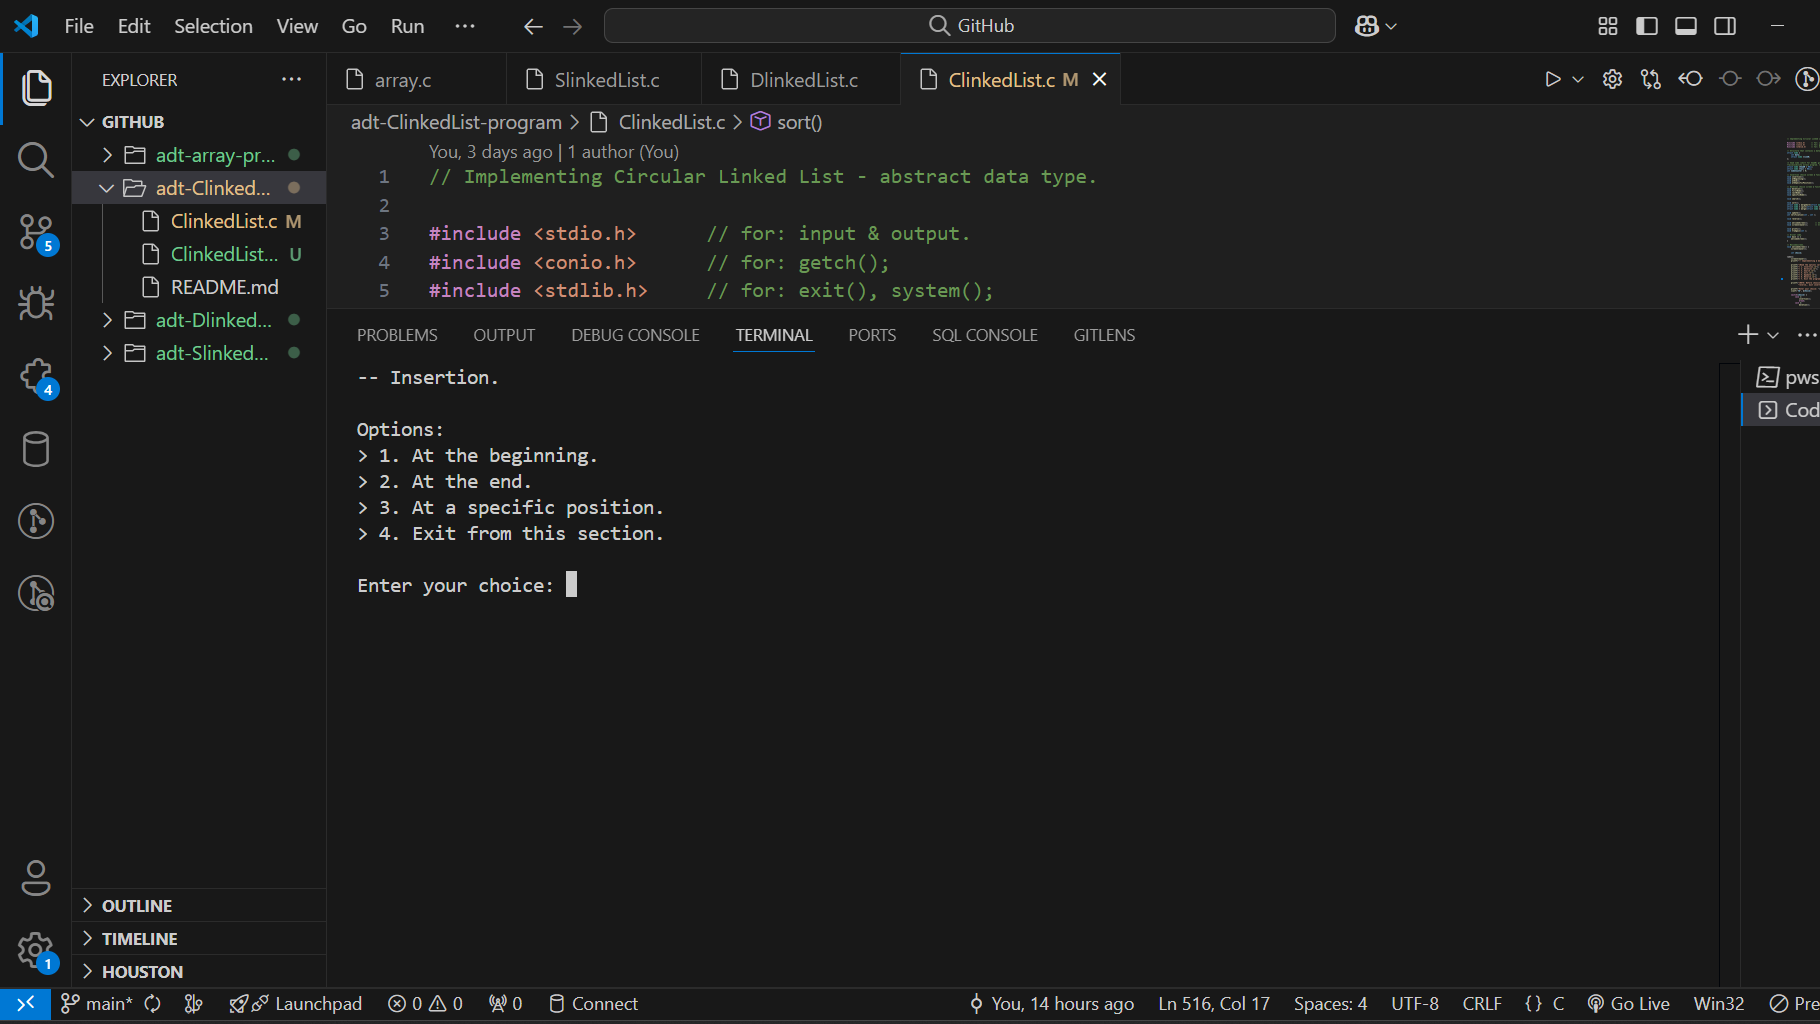 File Edit Selection View Go Run ···
GitHub
EXPLORER
GITHUB
adt-array-pr...
adt-Clinked...
ClinkedList.c M
ClinkedList... U
README.md
adt-Dlinked...
adt-Slinked...
OUTLINE
TIMELINE
HOUSTON
5
4
1
array.c SlinkedList.c DlinkedList.c ClinkedList.c M
adt-ClinkedList-program > ClinkedList.c > sort()
You, 3 days ago | 1 author (You)
1 // Implementing Circular Linked List - abstract data type.
2
3 #include <stdio.h> // for: input & output.
4 #include <conio.h> // for: getch();
5 #include <stdlib.h> // for: exit(), system();
PROBLEMS OUTPUT DEBUG CONSOLE TERMINAL PORTS SQL CONSOLE GITLENS
-- Insertion.
Options:
> 1. At the beginning.
> 2. At the end.
> 3. At a specific position.
> 4. Exit from this section.
Enter your choice:
pws
Cod
main* Launchpad 0 0 0 Connect You, 14 hours ago Ln 516, Col 17 Spaces: 4 UTF-8 CRLF {} C Go Live Win32 Pre